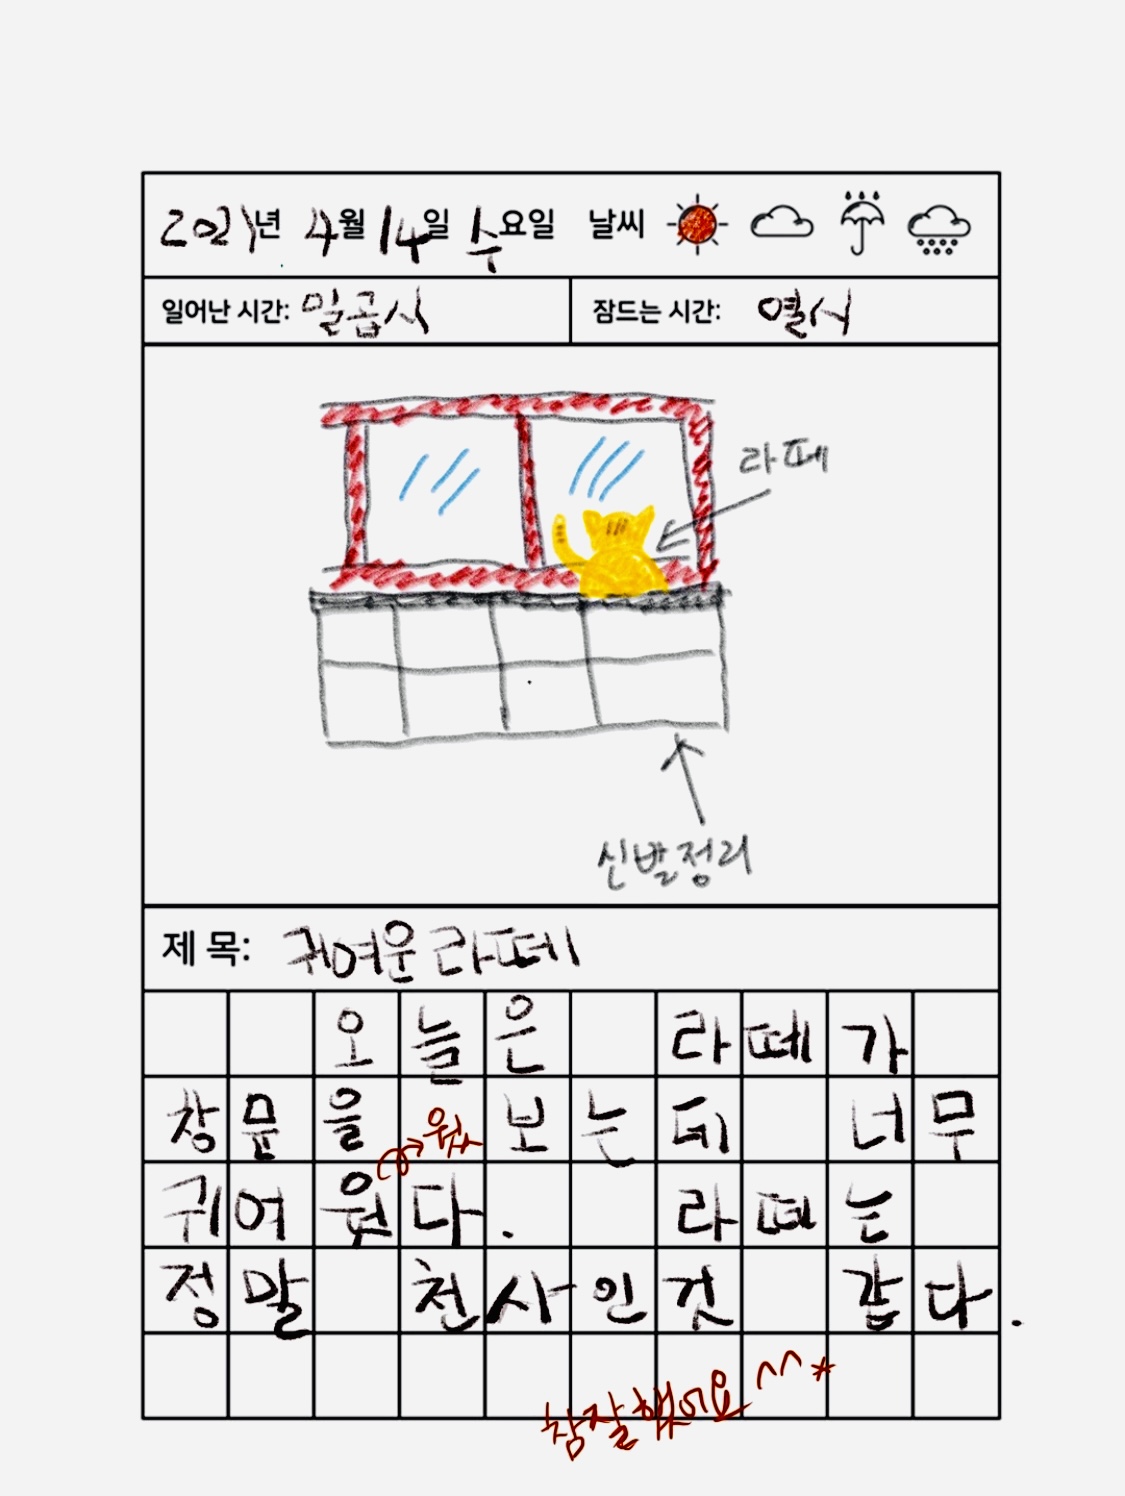 2021년 4월 14일 수요일 날씨
일어난 시간: 일곱시 잠드는 시간: 열시
라떼
신발정리
제 목: 귀여운 라떼
오늘은 라떼가
창문을 보는데 너무
웠
귀여웟다. 라떼는
정말 천사인것 같다.
참잘했어요 ^^*